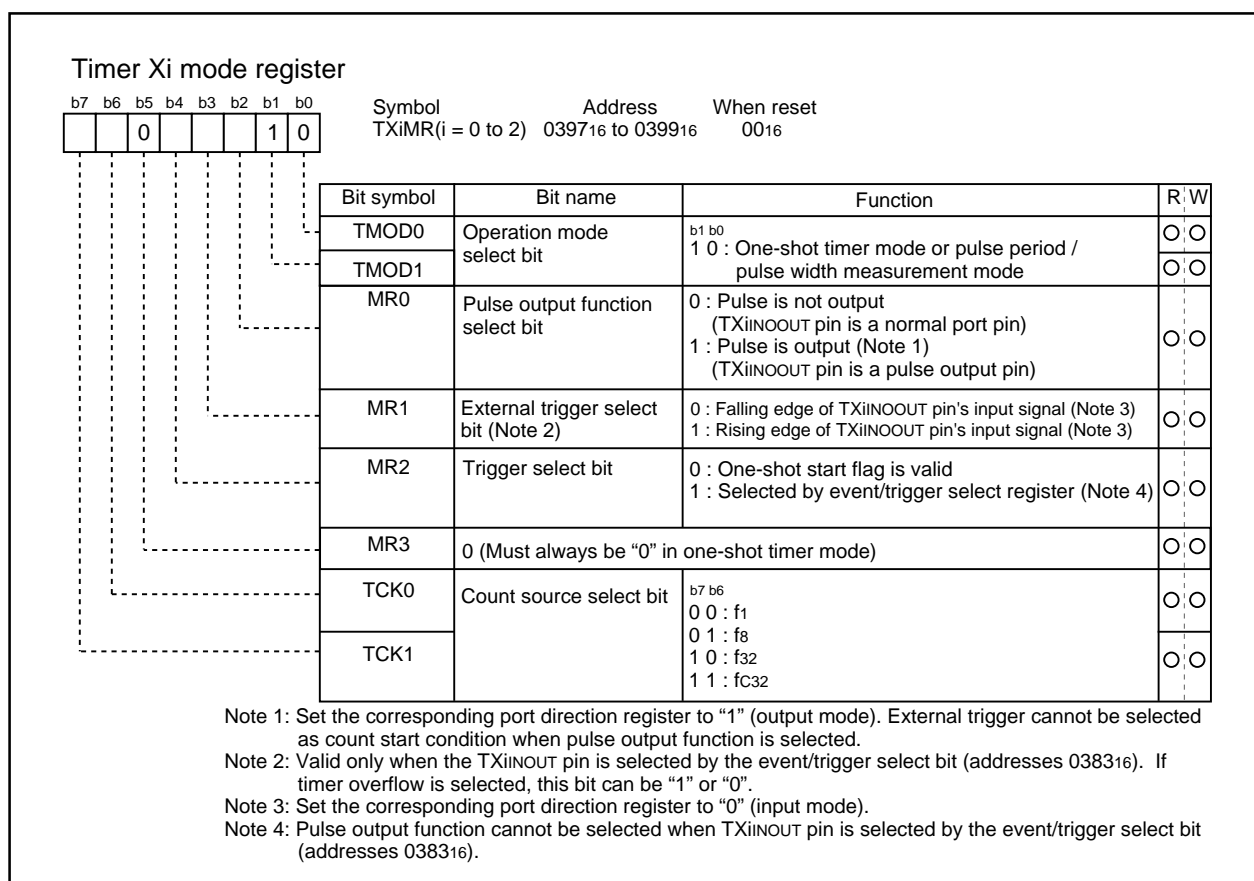 Timer Xi mode register
b7 b6 b5 b4 b3 b2 b1 b0
0 1 0
Symbol Address When reset
TXiMR(i = 0 to 2) 039716 to 039916 0016
Bit symbol Bit name Function R W
TMOD0
TMOD1
Operation mode
select bit
b1 b0
1 0 : One-shot timer mode or pulse period /
pulse width measurement mode
MR0
Pulse output function
select bit
0 : Pulse is not output
(TXiINOOUT pin is a normal port pin)
1 : Pulse is output (Note 1)
(TXiINOOUT pin is a pulse output pin)
MR1
External trigger select
bit (Note 2)
0 : Falling edge of TXiINOOUT pin's input signal (Note 3)
1 : Rising edge of TXiINOOUT pin's input signal (Note 3)
MR2
Trigger select bit
0 : One-shot start flag is valid
1 : Selected by event/trigger select register (Note 4)
MR3
0 (Must always be “0” in one-shot timer mode)
TCK0
TCK1
Count source select bit
b7 b6
0 0 : f1
0 1 : f8
1 0 : f32
1 1 : fC32
Note 1: Set the corresponding port direction register to “1” (output mode). External trigger cannot be selected
as count start condition when pulse output function is selected.
Note 2: Valid only when the TXiINOUT pin is selected by the event/trigger select bit (addresses 038316). If
timer overflow is selected, this bit can be “1” or “0”.
Note 3: Set the corresponding port direction register to “0” (input mode).
Note 4: Pulse output function cannot be selected when TXiINOUT pin is selected by the event/trigger select bit
(addresses 038316).